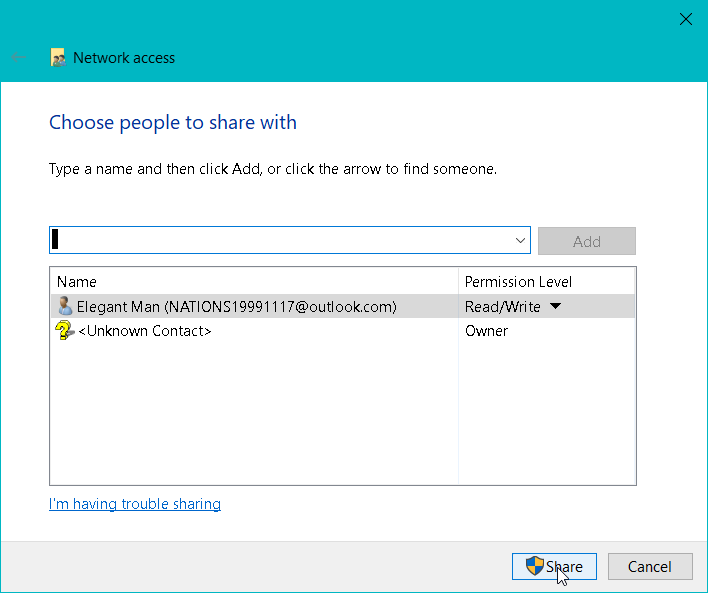 Network access
Choose people to share with
Type a name and then click Add, or click the arrow to find someone.
Add
Name Permission Level
Elegant Man (NATIONS19991117@outlook.com) Read/Write
<Unknown Contact> Owner
I'm having trouble sharing
Share Cancel